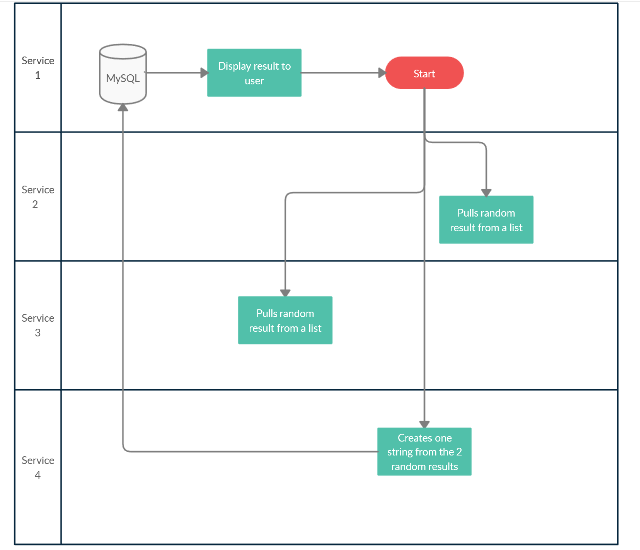 Service
1
MySQL
Display result to
user
Start
Service
2
Pulls random
result from a list
Service
3
Pulls random
result from a list
Service
4
Creates one
string from the 2
random results